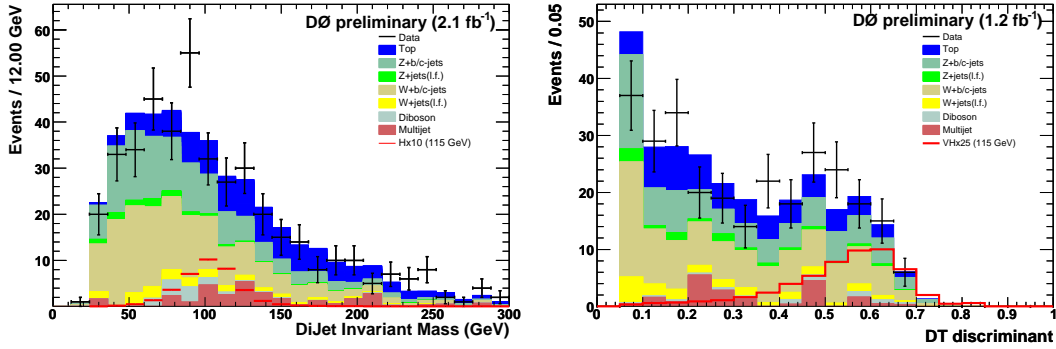 DØ preliminary (2.1 fb⁻¹)
Events / 12.00 GeV
Data
Top
Z+b/c-jets
Z+jets(l.f.)
W+b/c-jets
W+jets(l.f.)
Diboson
Multijet
Hx10 (115 GeV)
60
50
40
30
20
10
0
0 50 100 150 200 250 300
DiJet Invariant Mass (GeV)
DØ preliminary (1.2 fb⁻¹)
Events / 0.05
Data
Top
Z+b/c-jets
Z+jets(l.f.)
W+b/c-jets
W+jets(l.f.)
Diboson
Multijet
VHx25 (115 GeV)
50
40
30
20
10
0
0 0.1 0.2 0.3 0.4 0.5 0.6 0.7 0.8 0.9 1
DT discriminant